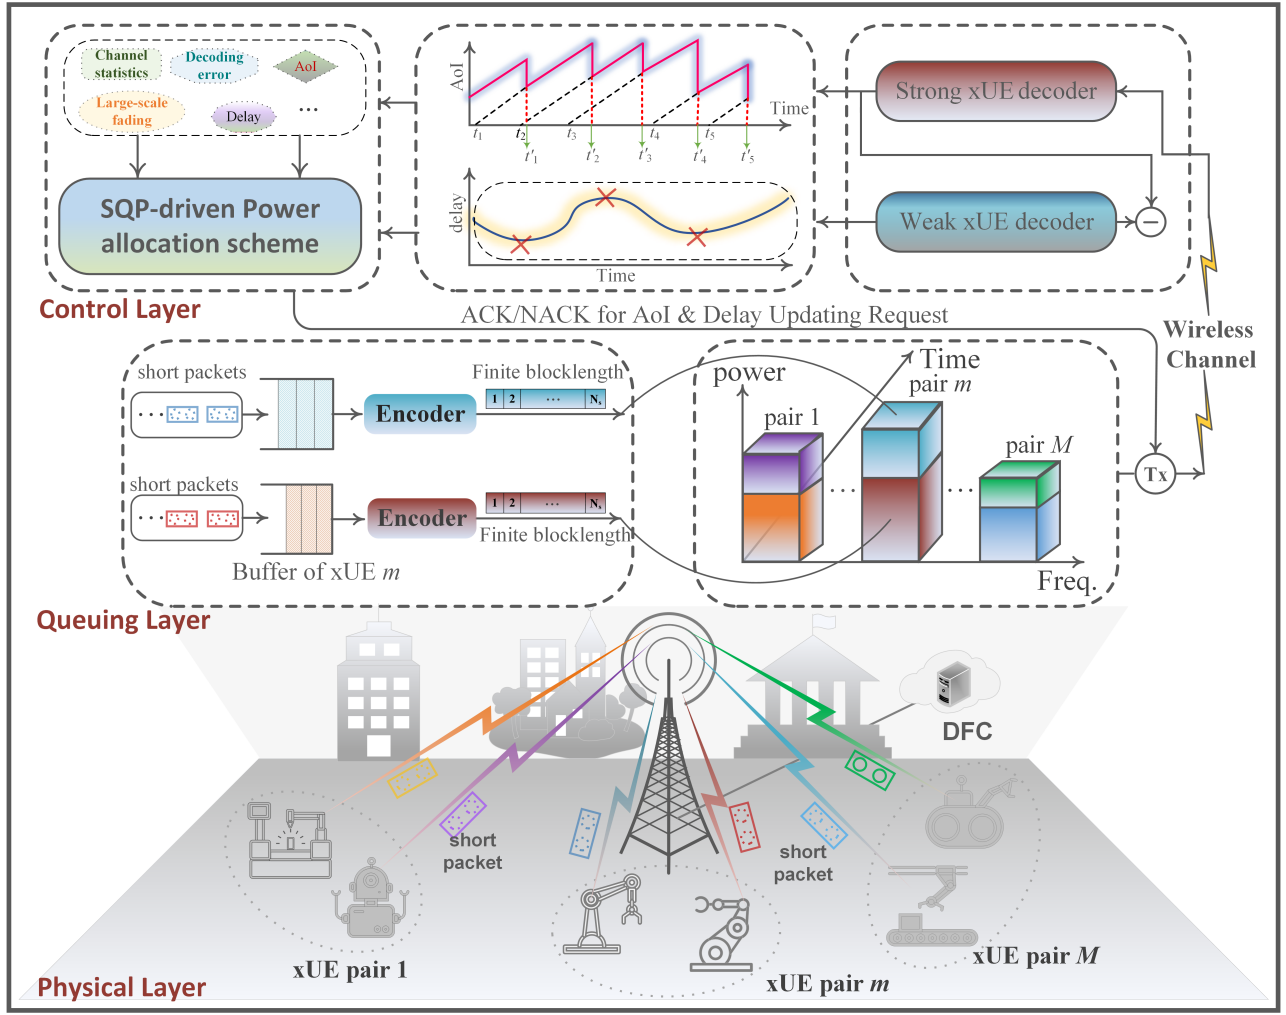 Channel
statistics
Decoding
error
AoI
Large-scale
fading
Delay
...
SQP-driven Power
allocation scheme
Control Layer
AoI
Time
t1
t2
t3
t4
t5
t'1
t'2
t'3
t'4
t'5
delay
Time
Strong xUE decoder
Weak xUE decoder
−
ACK/NACK for AoI & Delay Updating Request
Wireless
Channel
short packets
...
Encoder
Finite blocklength
1 2 ... Ns
short packets
...
Encoder
1 2 ... Ns
Finite blocklength
Buffer of xUE m
power
Time
pair 1
pair m
pair M
...
...
Freq.
Tx
Queuing Layer
DFC
short
packet
short
packet
xUE pair 1
xUE pair m
xUE pair M
Physical Layer